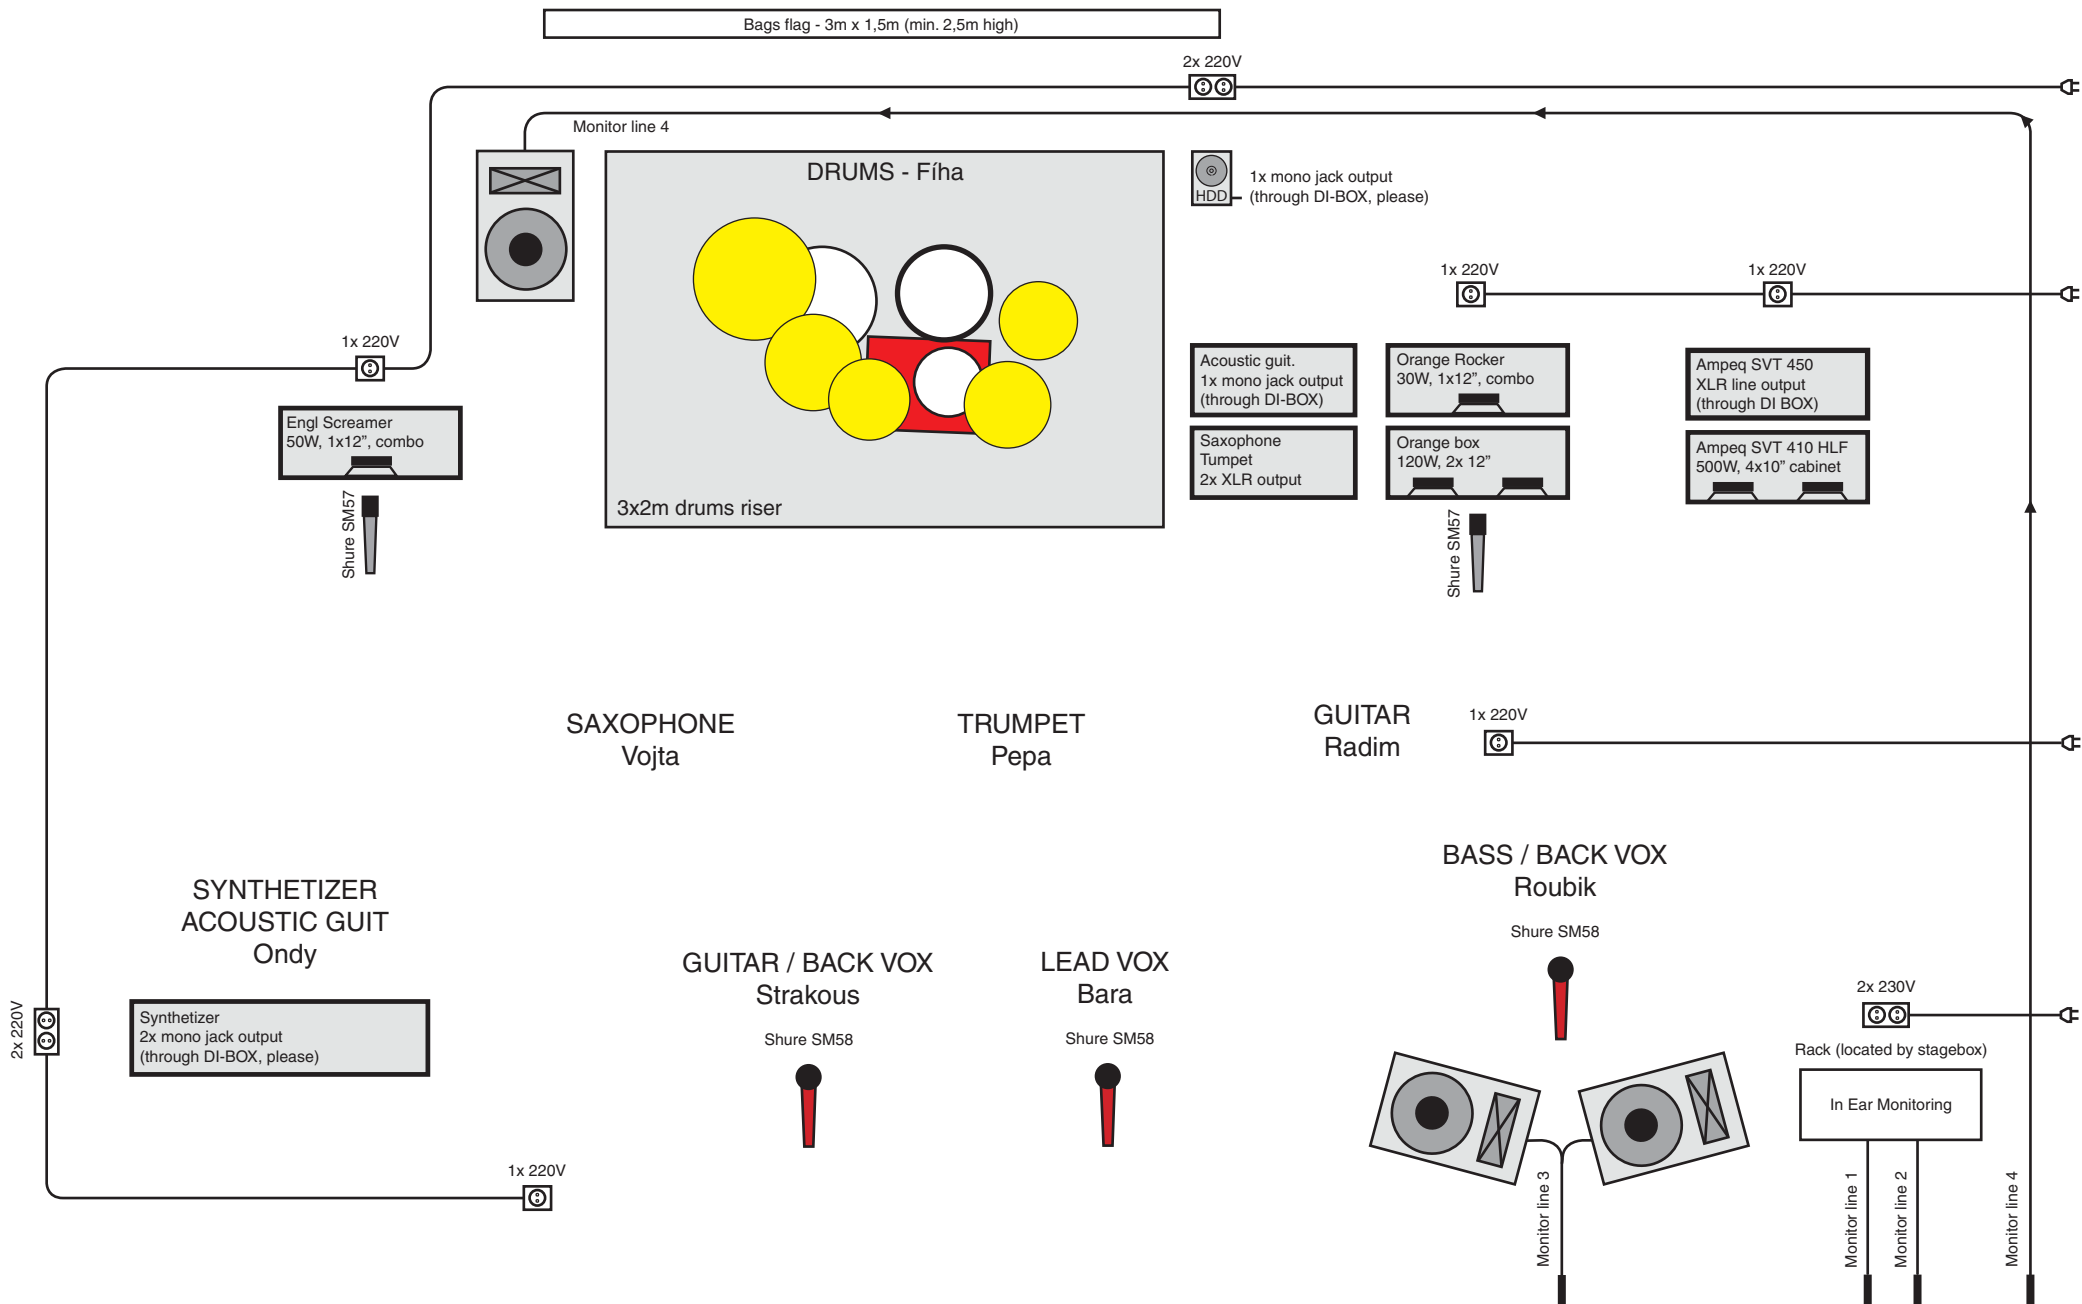 Bags flag - 3m x 1,5m (min. 2,5m high)
2x 220V
Monitor line 4
DRUMS - Fíha
HDD
1x mono jack output
(through DI-BOX, please)
1x 220V
1x 220V
1x 220V
Engl Screamer
50W, 1x12”, combo
Shure SM57
3x2m drums riser
Acoustic guit.
1x mono jack output
(through DI-BOX)
Saxophone
Tumpet
2x XLR output
Orange Rocker
30W, 1x12”, combo
Orange box
120W, 2x 12”
Shure SM57
Ampeq SVT 450
XLR line output
(through DI BOX)
Ampeq SVT 410 HLF
500W, 4x10” cabinet
SAXOPHONE
Vojta
TRUMPET
Pepa
GUITAR
Radim
1x 220V
BASS / BACK VOX
Roubik
Shure SM58
SYNTHETIZER
ACOUSTIC GUIT
Ondy
GUITAR / BACK VOX
Strakous
Shure SM58
LEAD VOX
Bara
Shure SM58
2x 220V
Synthetizer
2x mono jack output
(through DI-BOX, please)
2x 230V
Rack (located by stagebox)
In Ear Monitoring
1x 220V
Monitor line 3
Monitor line 1
Monitor line 2
Monitor line 4